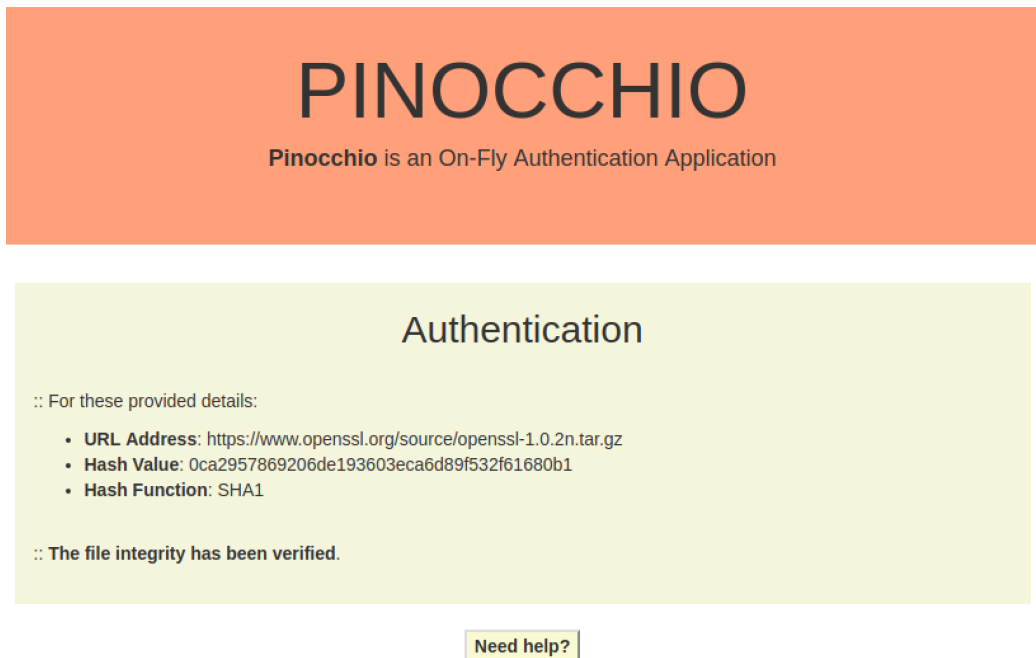 PINOCCHIO
Pinocchio is an On-Fly Authentication Application
Authentication
:: For these provided details:
• URL Address: https://www.openssl.org/source/openssl-1.0.2n.tar.gz
• Hash Value: 0ca2957869206de193603eca6d89f532f61680b1
• Hash Function: SHA1
:: The file integrity has been verified.
Need help?